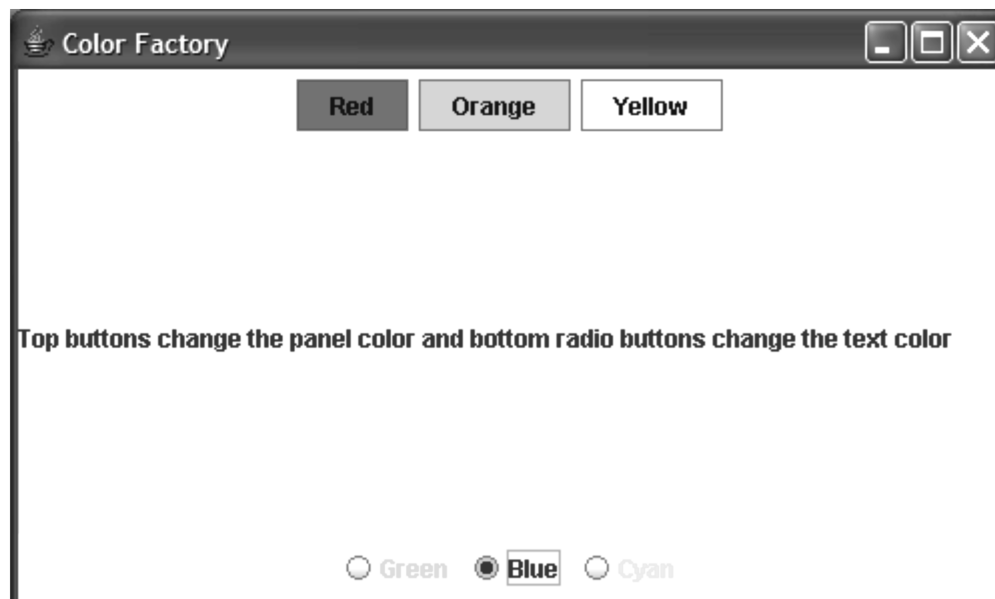 Color Factory
Red Orange Yellow
Top buttons change the panel color and bottom radio buttons change the text color
Green Blue Cyan